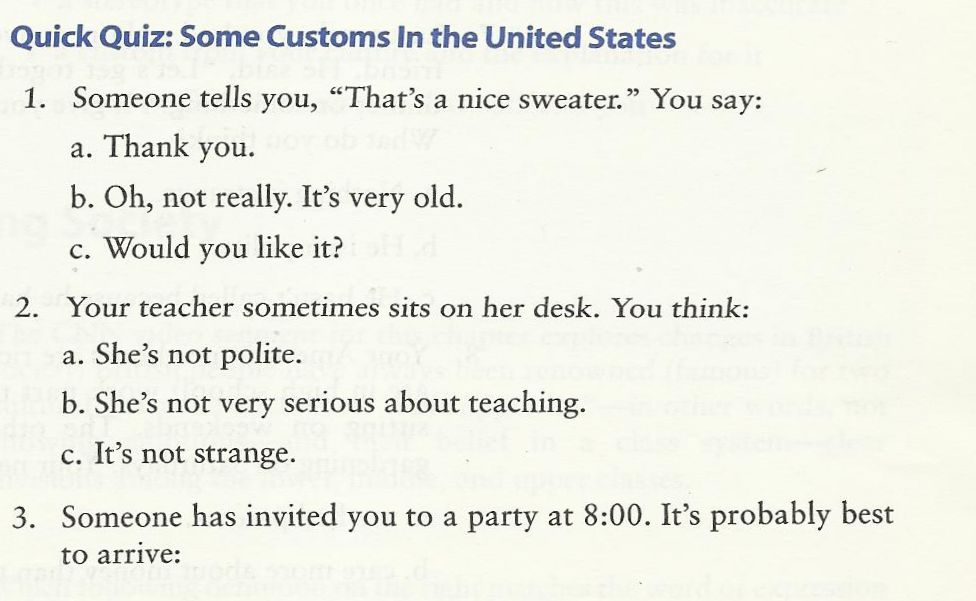 Quick Quiz: Some Customs In the United States
1. Someone tells you, “That’s a nice sweater.” You say:
a. Thank you.
b. Oh, not really. It’s very old.
c. Would you like it?
2. Your teacher sometimes sits on her desk. You think:
a. She’s not polite.
b. She’s not very serious about teaching.
c. It’s not strange.
3. Someone has invited you to a party at 8:00. It’s probably best
to arrive: